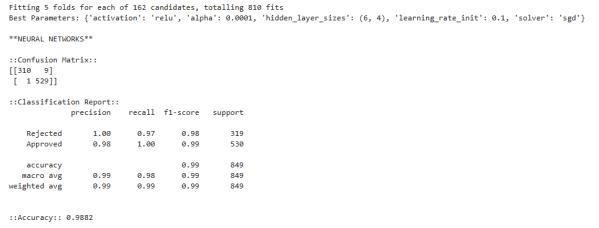 Fitting 5 folds for each of 162 candidates, totalling 810 fits
Best Parameters: {'activation': 'relu', 'alpha': 0.0001, 'hidden_layer_sizes': (6, 4), 'learning_rate_init': 0.1, 'solver': 'sgd'}
**NEURAL NETWORKS**
::Confusion Matrix::
[[310 9]
[ 1 529]]
::Classification Report::
precision recall f1-score support
Rejected 1.00 0.97 0.98 319
Approved 0.98 1.00 0.99 530
accuracy 0.99 849
macro avg 0.99 0.98 0.99 849
weighted avg 0.99 0.99 0.99 849
::Accuracy:: 0.9882